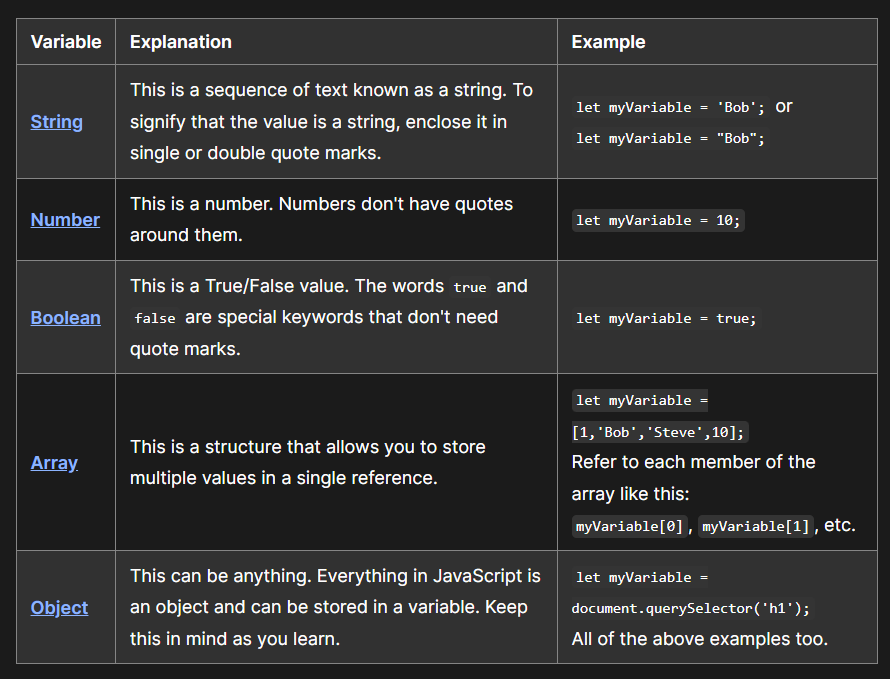 Variable Explanation Example
String
This is a sequence of text known as a string. To
signify that the value is a string, enclose it in
single or double quote marks.
let myVariable = 'Bob'; or
let myVariable = "Bob";
Number
This is a number. Numbers don't have quotes
around them.
let myVariable = 10;
Boolean
This is a True/False value. The words true and
false are special keywords that don't need
quote marks.
let myVariable = true;
Array
This is a structure that allows you to store
multiple values in a single reference.
let myVariable =
[1,'Bob','Steve',10];
Refer to each member of the
array like this:
myVariable[0], myVariable[1], etc.
Object
This can be anything. Everything in JavaScript is
an object and can be stored in a variable. Keep
this in mind as you learn.
let myVariable =
document.querySelector('h1');
All of the above examples too.